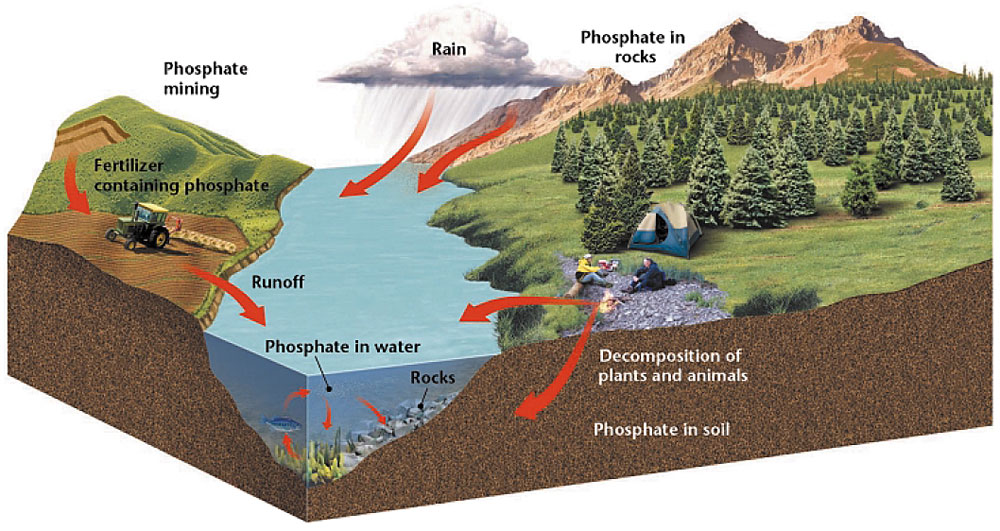 Rain
Phosphate in
rocks
Phosphate
mining
Fertilizer
containing phosphate
Runoff
Phosphate in water
Rocks
Decomposition of
plants and animals
Phosphate in soil